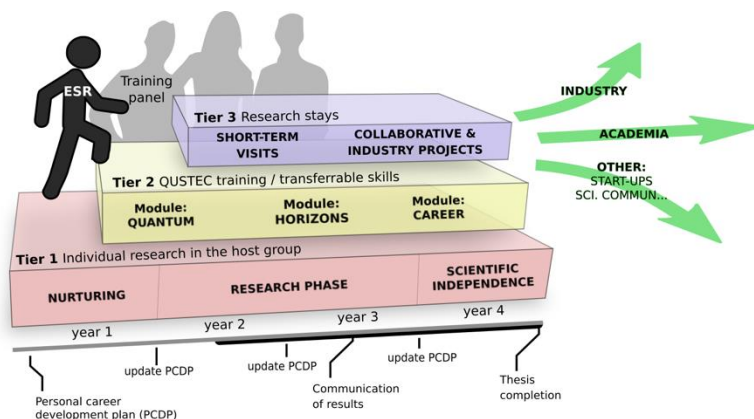 ESR
Training
panel
Tier 3 Research stays
SHORT-TERM
VISITS
COLLABORATIVE &
INDUSTRY PROJECTS
Tier 2 QUSTEC training / transferrable skills
Module:
QUANTUM
Module:
HORIZONS
Module:
CAREER
Tier 1 Individual research in the host group
NURTURING
RESEARCH PHASE
SCIENTIFIC
INDEPENDENCE
year 1
year 2
year 3
year 4
update PCDP
update PCDP
update PCDP
Personal career
development plan (PCDP)
Communication
of results
Thesis
completion
INDUSTRY
ACADEMIA
OTHER:
START-UPS
SCI. COMMUN...